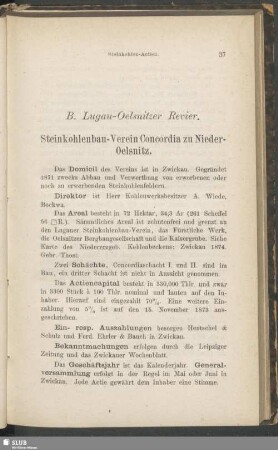 Steinkohlen-Actien. 37
B. Lugau-Oelsnitzer Revier.
Steinkohlenbau-Verein Concordia zu Nieder-
Oelsnitz.
Das Domicil des Vereins ist in Zwickau. Gegründet
1871 zwecks Abbau und Verwerthung von erworbenen oder
noch zu erwerbenden Steinkohlenfeldern.
Direktor ist Herr Kohlenwerksbesitzer A. Wiede,
Bockwa.
Das Areal besteht in 72 Hektar, 84,3 Ar (263 Scheffel
86 □R.). Sämmtliches Areal ist zehntenfrei und grenzt an
den Lugauer Steinkohlenbau-Verein, das Fürstliche Werk,
die Oelsnitzer Bergbaugesellschaft und die Kaisergrube. Siehe
Karte des Niederzwgsl. Kohlenbeckens; Zwickau 1874.
Gebr. Thost.
Zwei Schächte, Concordiaschacht I. und II. sind im
Bau, ein dritter Schacht ist nicht in Aussicht genommen.
Das Actiencapital besteht in 330,000 Thlr. und
zwar in 3300 Stück à 100 Thlr. nominal und lauten auf den In-
haber. Hierauf sind eingezahlt 70%. Eine weitere Ein-
zahlung von 5% ist auf den 15. November 1875 aus-
geschrieben.
Ein- resp. Auszahlungen besorgen Hentschel &
Schulz und Ferd. Ehrler & Bauch in Zwickau.
Bekanntmachungen erfolgen durch die Leipziger
Zeitung und das Zwickauer Wochenblatt.
Das Geschäftsjahr ist das Kalenderjahr. General-
versammlung erfolgt in der Regel im Mai oder Juni in
Zwickau. Jede Actie gewährt dem Inhaber eine Stimme.
SLUB